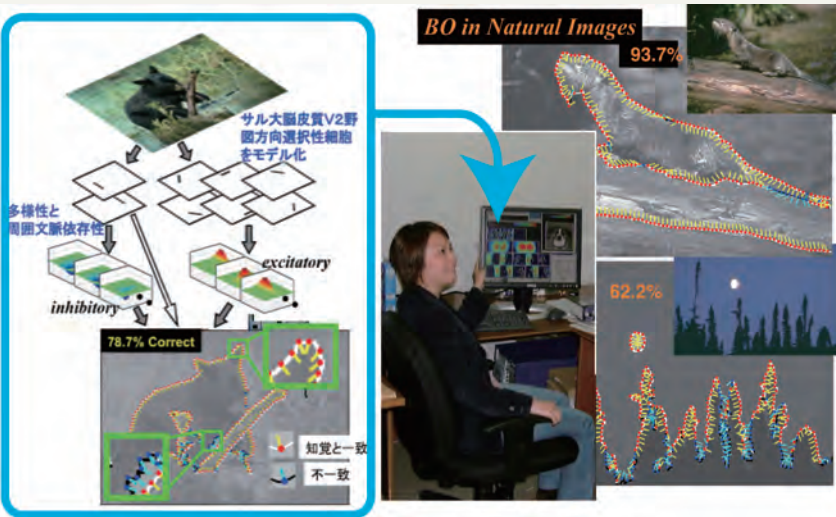 サル大脳皮質V2野
図方向選択性細胞
をモデル化
多様性と
周囲文脈依存性
excitatory
inhibitory
78.7% Correct
知覚と一致
不一致
BO in Natural Images
93.7%
62.2%